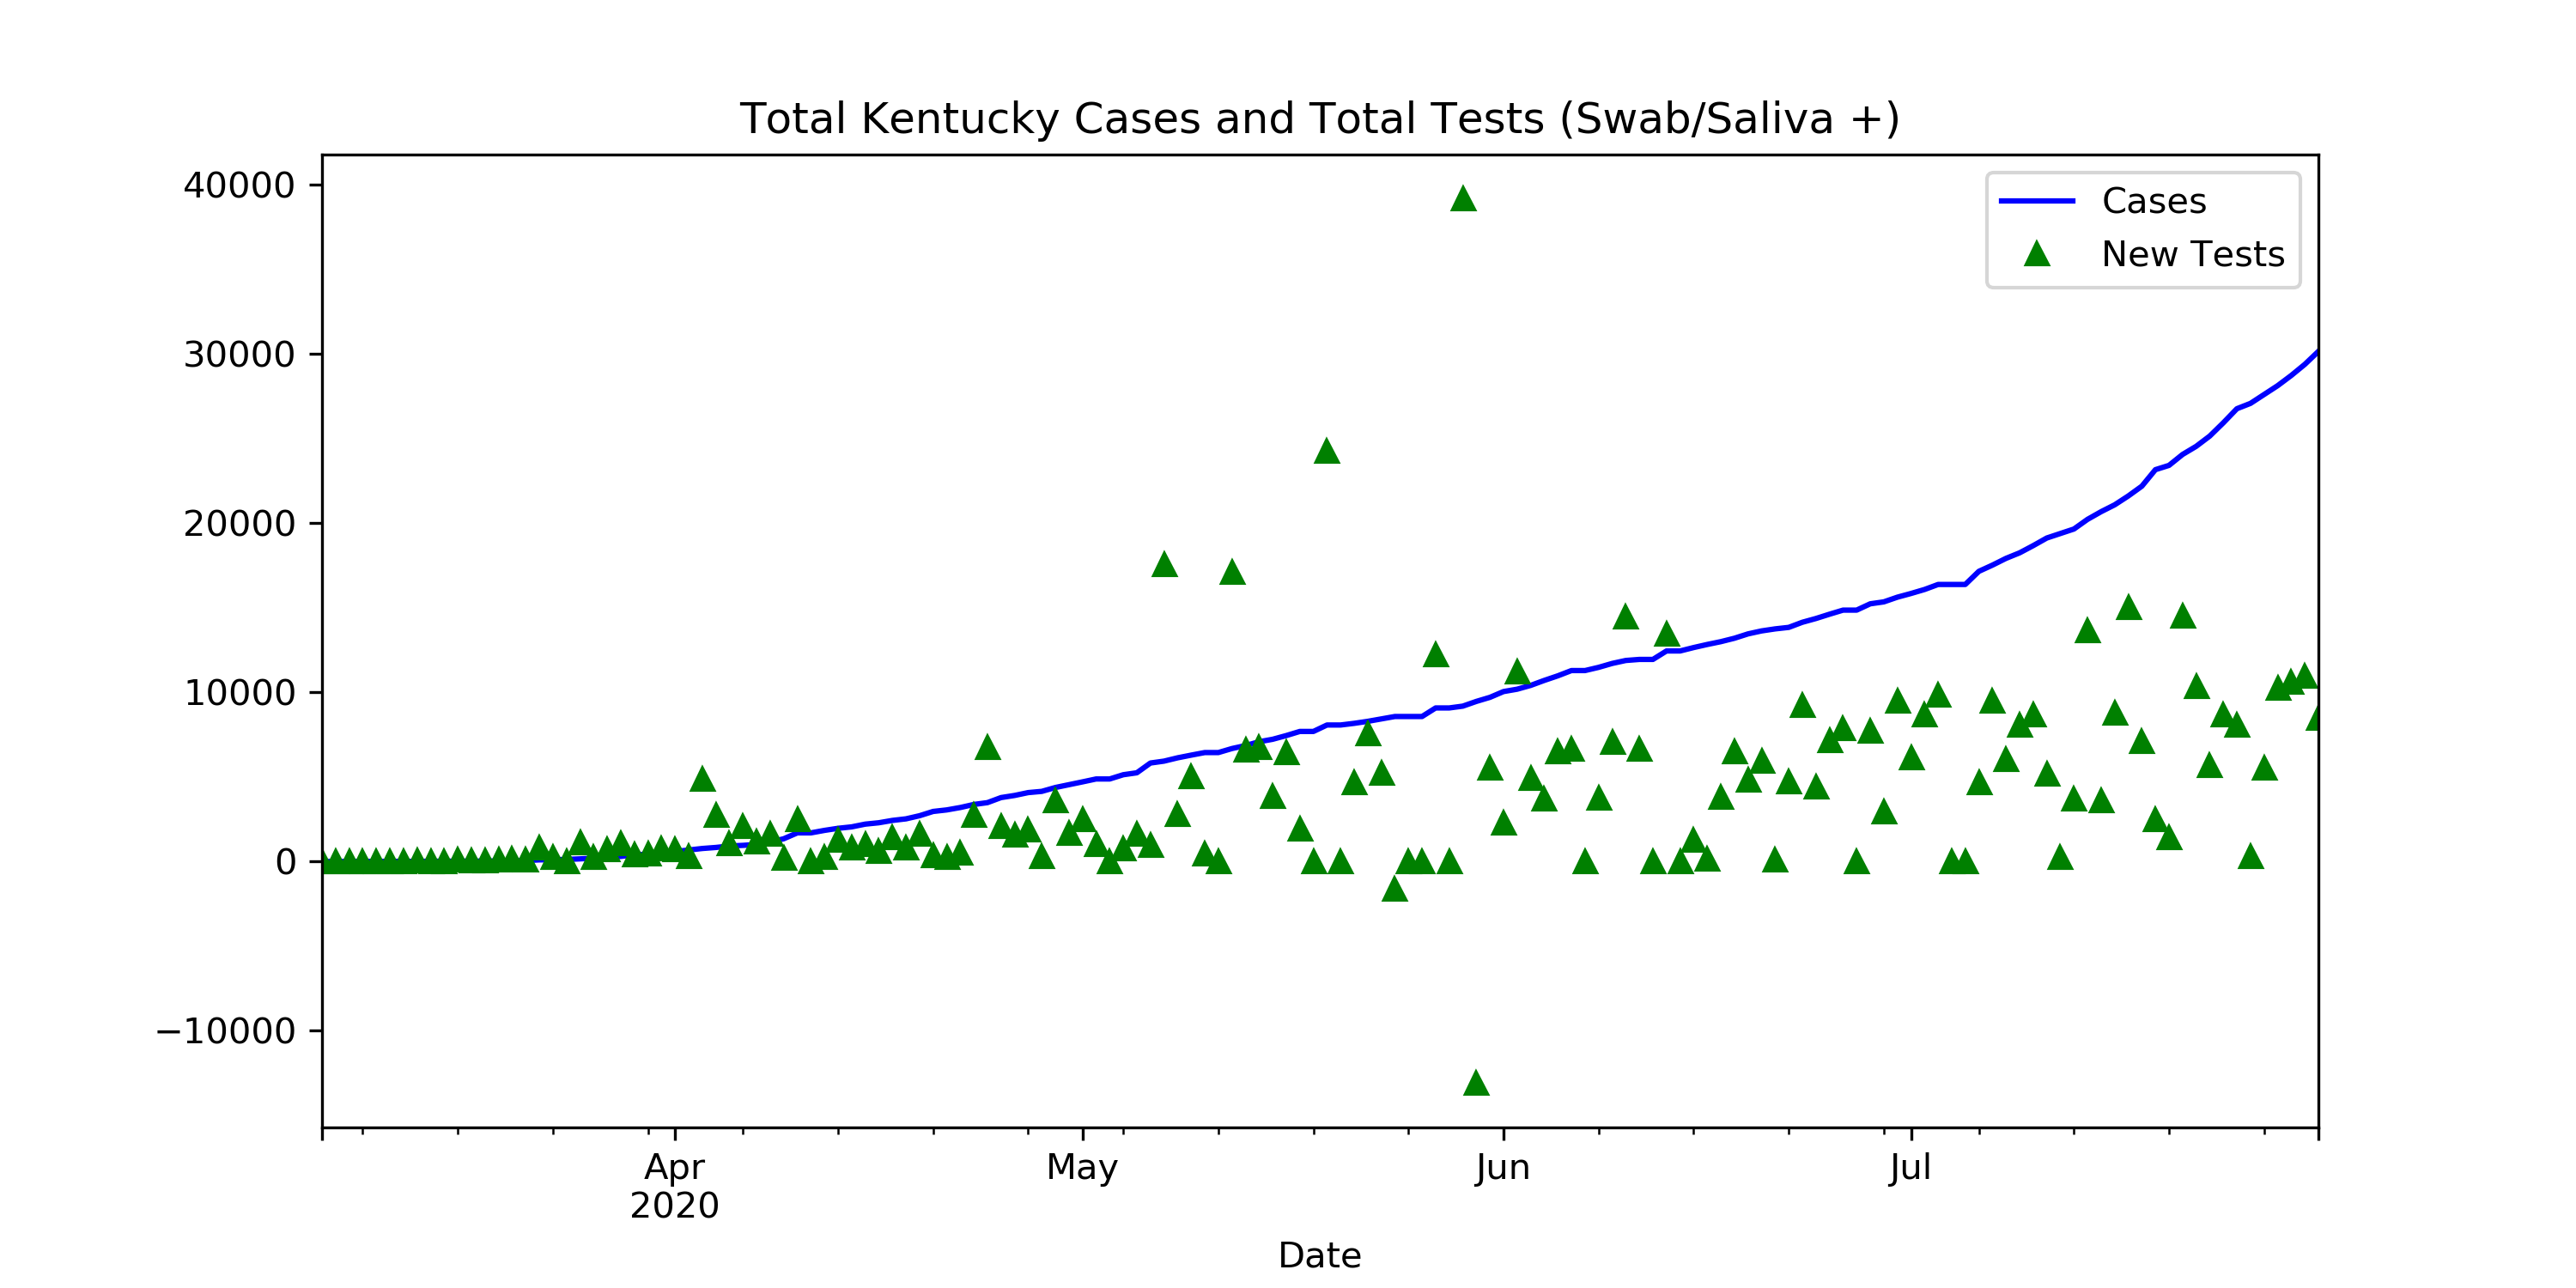 Total Kentucky Cases and Total Tests (Swab/Saliva +)
40000
30000
20000
10000
0
−10000
Cases
New Tests
Apr
2020
May
Jun
Jul
Date